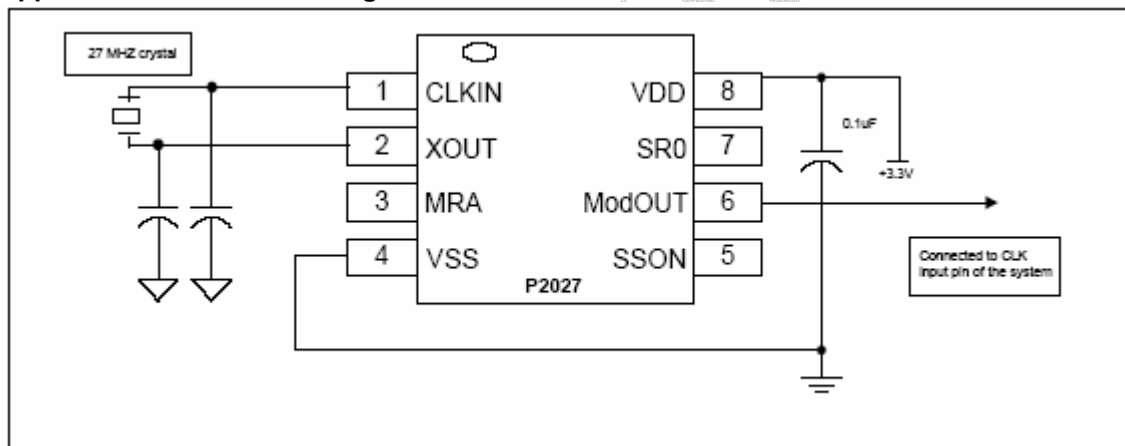 27 MHZ crystal
1 CLKIN VDD 8
2 XOUT SR0 7
3 MRA ModOUT 6
4 VSS SSON 5
P2027
0.1uF
+3.3V
Connected to CLK
input pin of the system